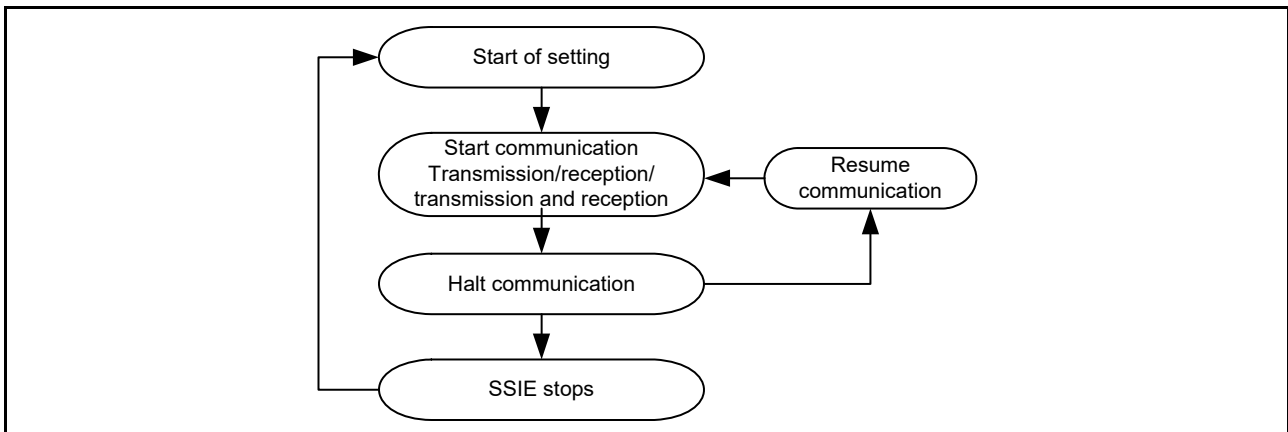 Start of setting
Start communication
Transmission/reception/
transmission and reception
Resume
communication
Halt communication
SSIE stops